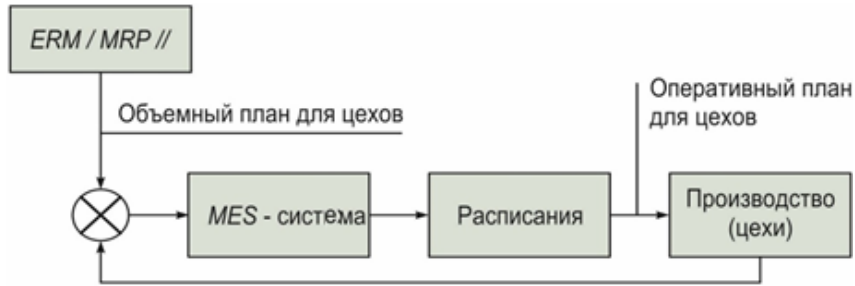 ERM / MRP //
Объемный план для цехов
Оперативный план
для цехов
MES - система
Расписания
Производство
(цехи)